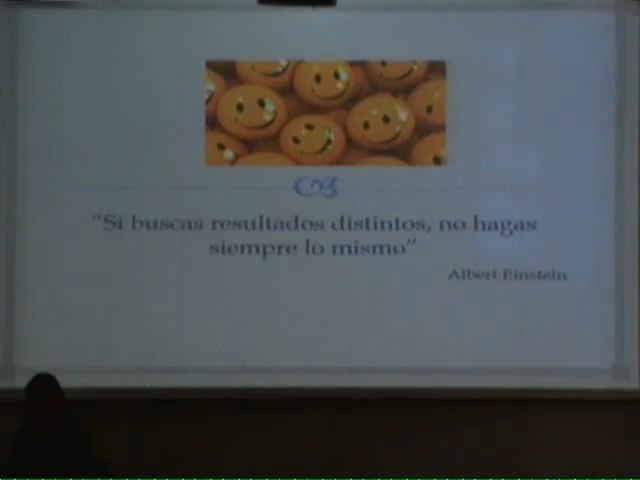 “Si buscas resultados distintos, no hagas
siempre lo mismo”
Albert Einstein